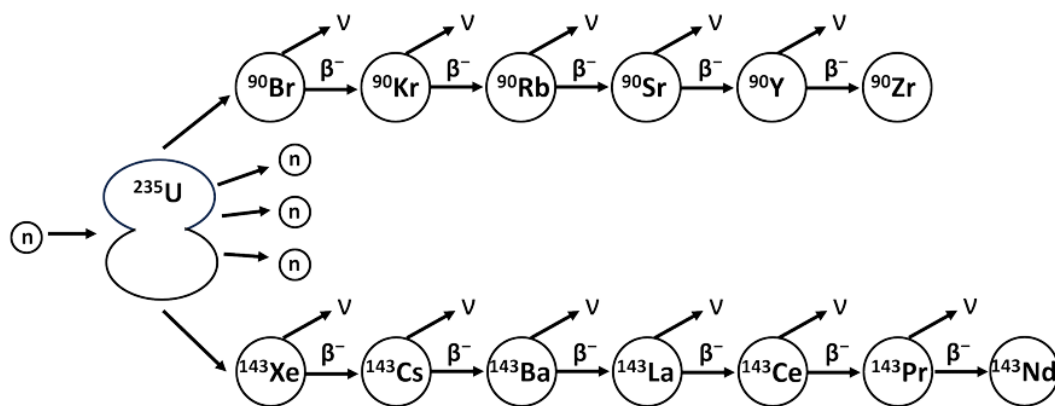 ν ν ν ν ν
⁹⁰Br β⁻ ⁹⁰Kr β⁻ ⁹⁰Rb β⁻ ⁹⁰Sr β⁻ ⁹⁰Y β⁻ ⁹⁰Zr
n
²³⁵U
n
n
n
ν ν ν ν ν ν
¹⁴³Xe β⁻ ¹⁴³Cs β⁻ ¹⁴³Ba β⁻ ¹⁴³La β⁻ ¹⁴³Ce β⁻ ¹⁴³Pr β⁻ ¹⁴³Nd